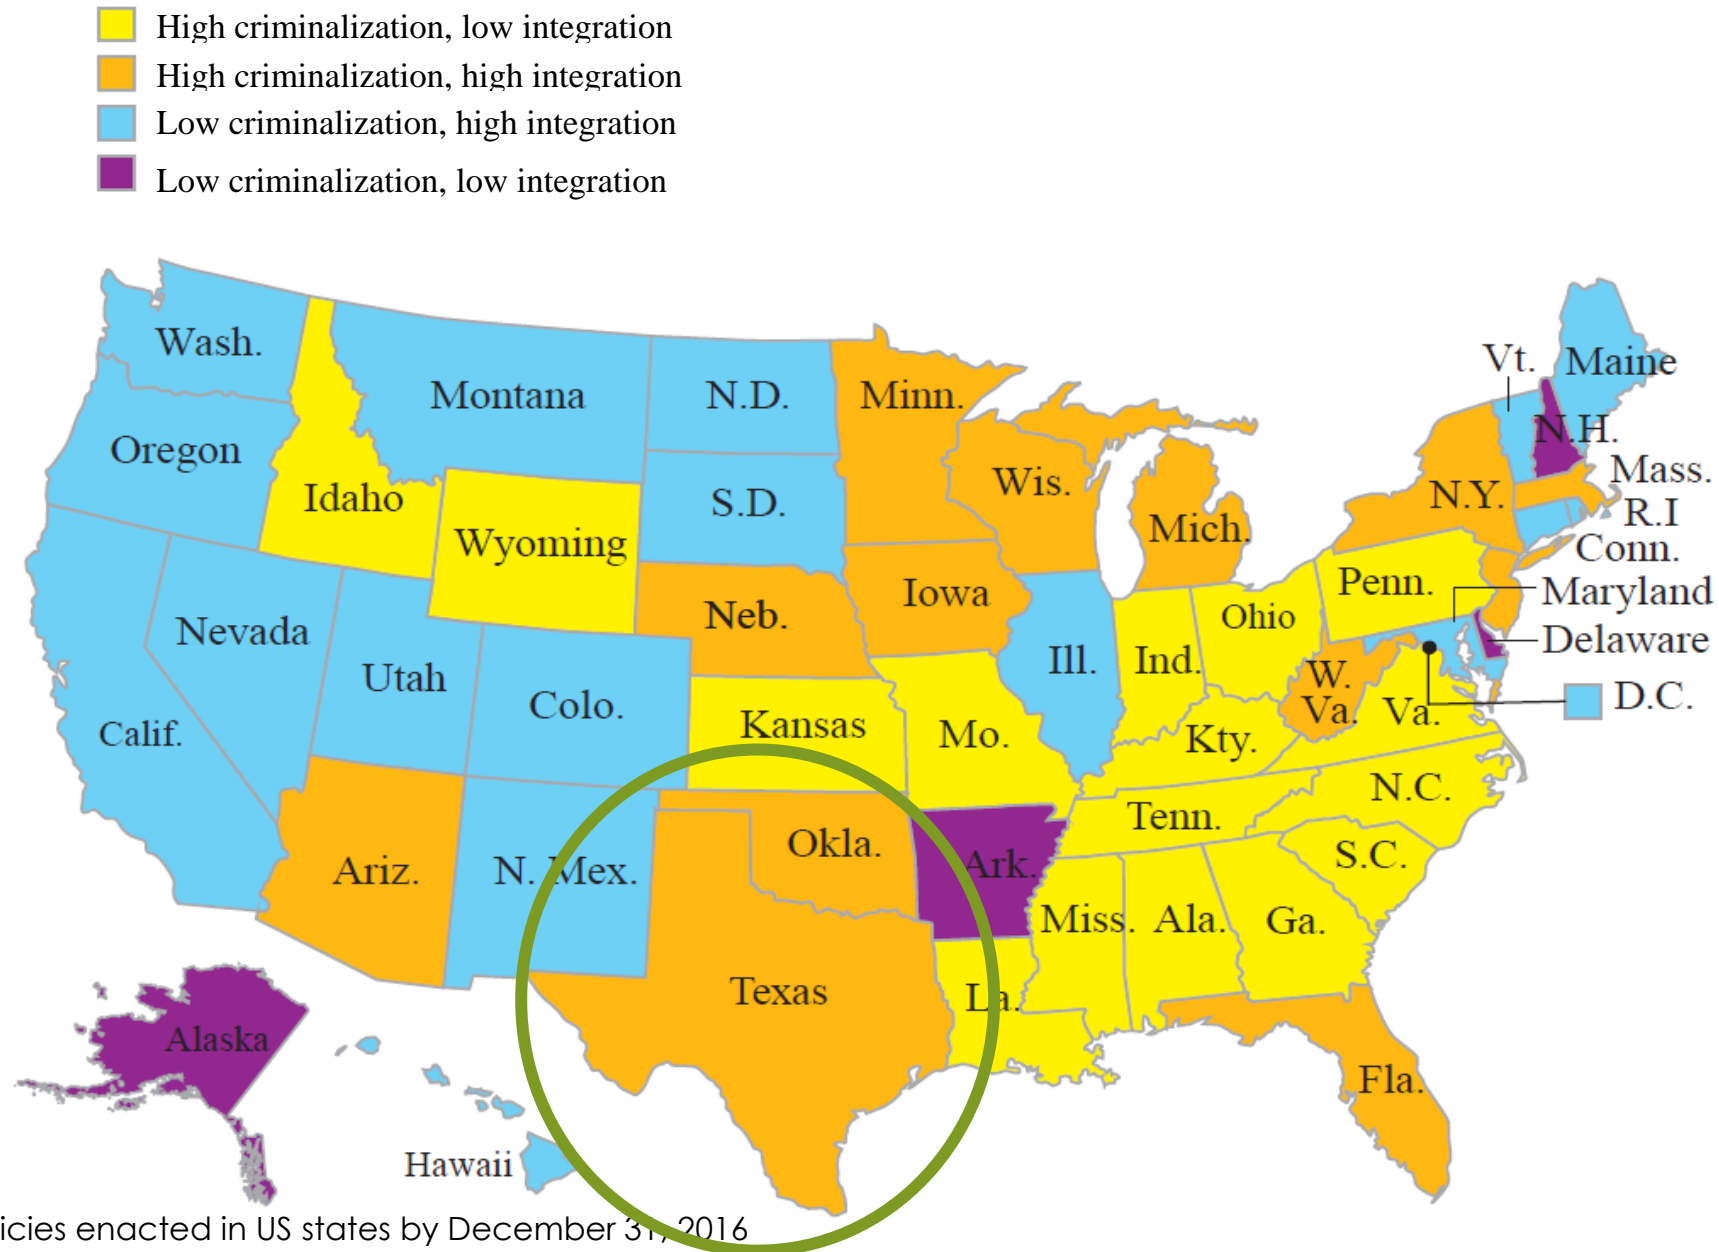 High criminalization, low integration
High criminalization, high integration
Low criminalization, high integration
Low criminalization, low integration
Wash.
Montana
N.D.
Minn.
Vt.
Maine
Oregon
Idaho
S.D.
Wis.
N.H.
Mass.
Wyoming
Mich.
N.Y.
R.I
Conn.
Nevada
Utah
Neb.
Iowa
Ill.
Ind.
Ohio
Penn.
Maryland
Delaware
Calif.
Colo.
Kansas
Mo.
Kty.
W.
Va.
Va.
D.C.
Ariz.
N. Mex.
Okla.
Ark.
Tenn.
N.C.
S.C.
Texas
La.
Miss.
Ala.
Ga.
Fla.
Alaska
Hawaii
icies enacted in US states by December 31, 2016